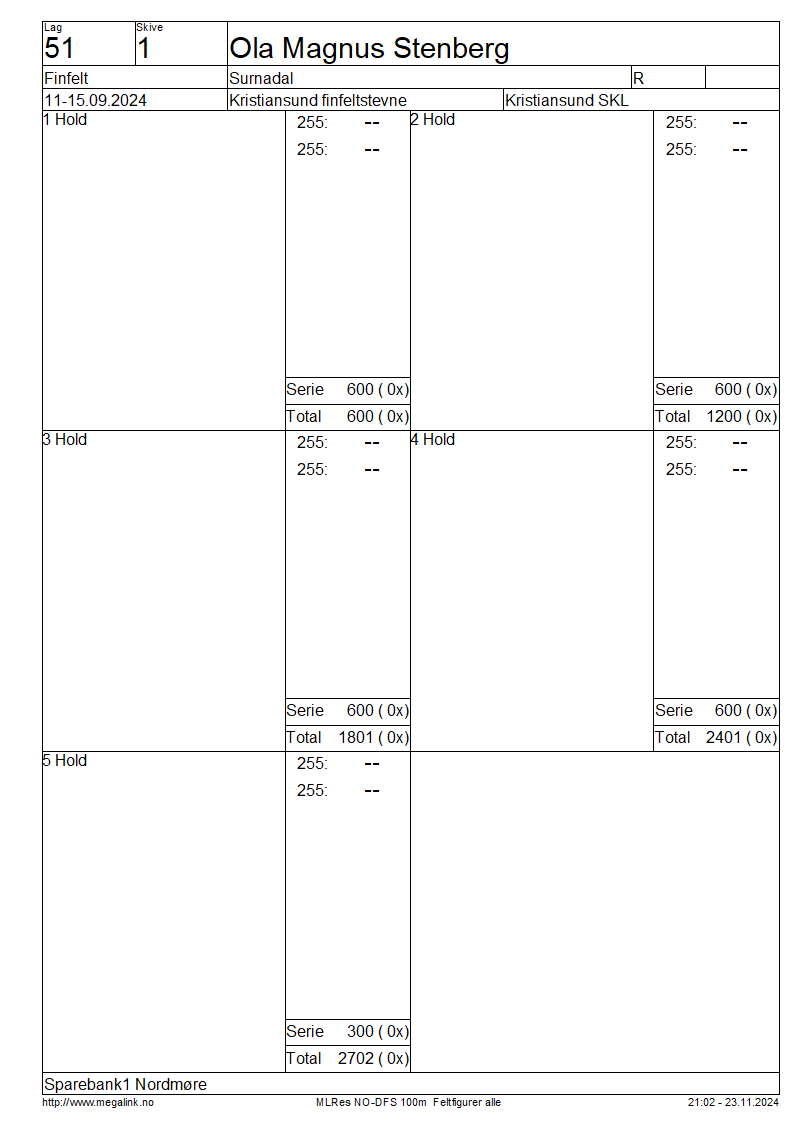 Lag Skive
51 1 Ola Magnus Stenberg
Finfelt Surnadal R
11-15.09.2024 Kristiansund finfeltstevne Kristiansund SKL
1 Hold 255: -- 2 Hold 255: --
255: -- 255: --
Serie 600 ( 0x) Serie 600 ( 0x)
Total 600 ( 0x) Total 1200 ( 0x)
3 Hold 255: -- 4 Hold 255: --
255: -- 255: --
Serie 600 ( 0x) Serie 600 ( 0x)
Total 1801 ( 0x) Total 2401 ( 0x)
5 Hold 255: --
255: --
Serie 300 ( 0x)
Total 2702 ( 0x)
Sparebank1 Nordmøre
http://www.megalink.no MLRes NO-DFS 100m Feltfigurer alle 21:02 - 23.11.2024